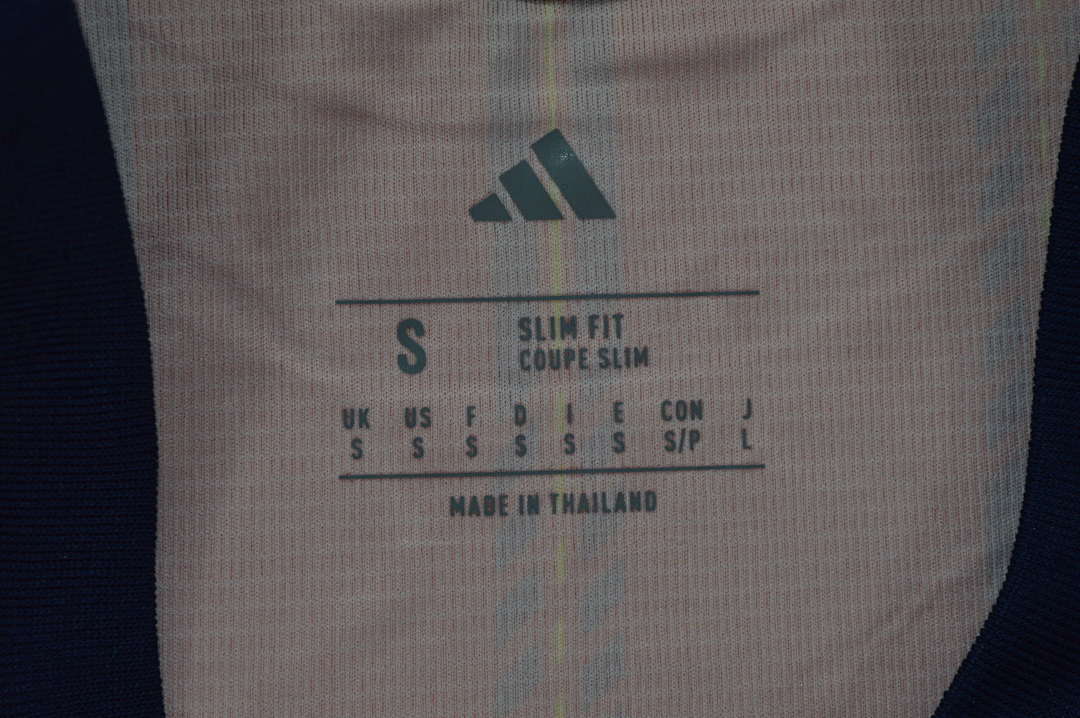 S
SLIM FIT
COUPE SLIM
UK US F D I E CON J
S S S S S S S/P L
MADE IN THAILAND